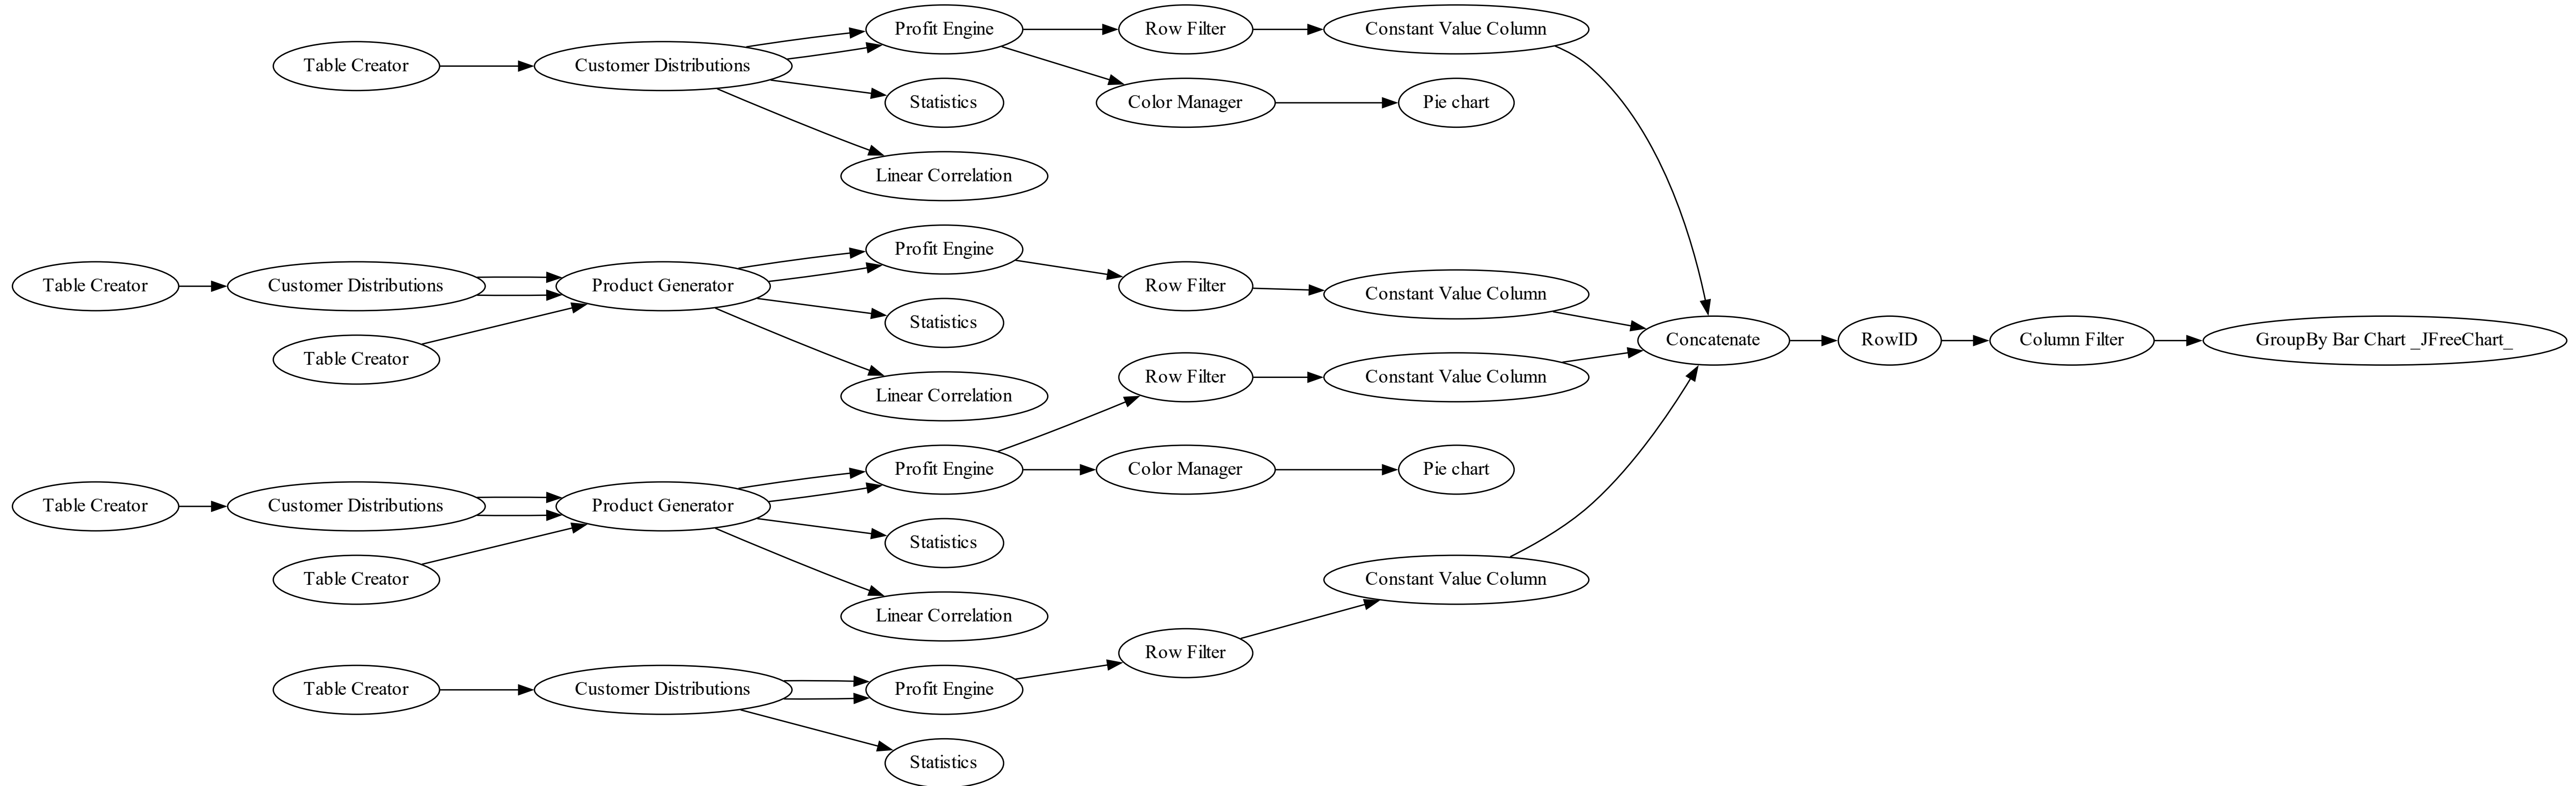 Profit Engine
Row Filter
Constant Value Column
Table Creator
Customer Distributions
Statistics
Color Manager
Pie chart
Linear Correlation
Profit Engine
Table Creator
Customer Distributions
Product Generator
Row Filter
Constant Value Column
Statistics
Concatenate
RowID
Column Filter
GroupBy Bar Chart _JFreeChart_
Table Creator
Row Filter
Constant Value Column
Linear Correlation
Profit Engine
Color Manager
Pie chart
Table Creator
Customer Distributions
Product Generator
Statistics
Table Creator
Constant Value Column
Linear Correlation
Row Filter
Table Creator
Customer Distributions
Profit Engine
Statistics